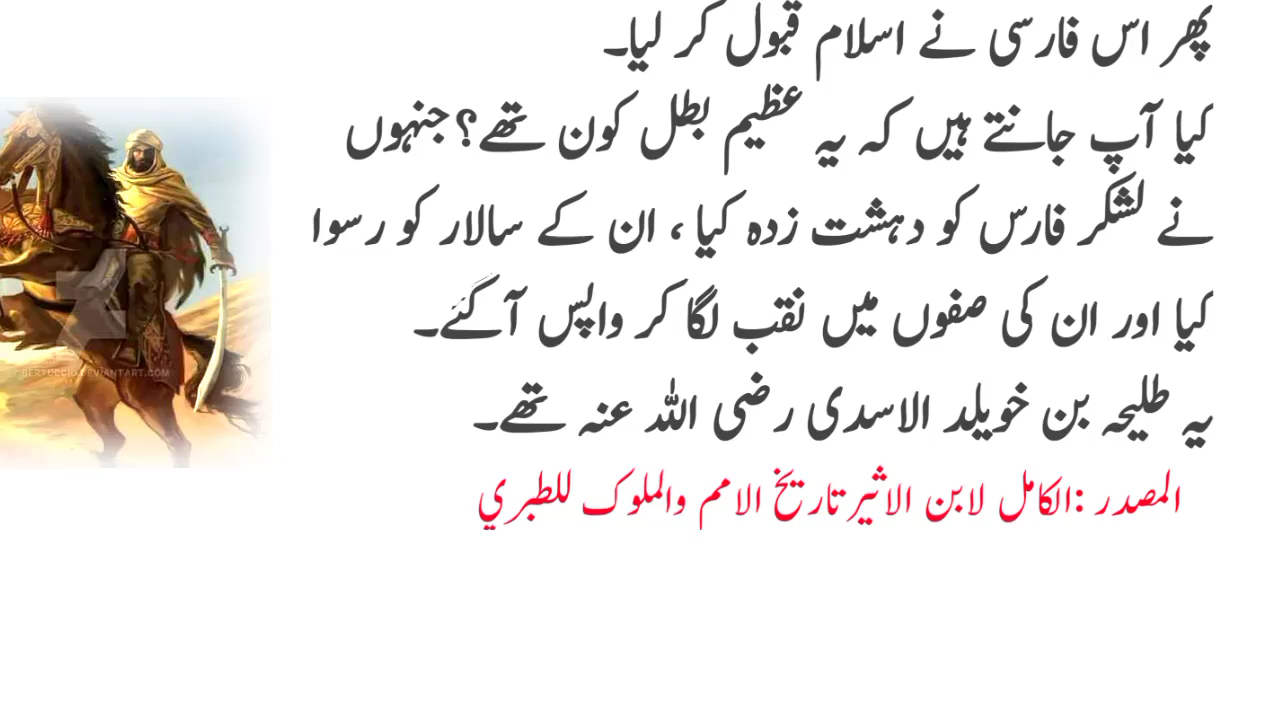 پھر اس فارسی نے اسلام قبول کر لیا۔
کیا آپ جانتے ہیں کہ یہ عظیم بطل کون تھے؟ جنہوں
نے لشکر فارس کو دہشت زدہ کیا، ان کے سالار کو رسوا
کیا اور ان کی صفوں میں نقب لگا کر واپس آ گئے۔
یہ طلیحہ بن خویلد الاسدی رضی اللہ عنہ تھے۔
المصدر :الکامل لابن الاثیر تاریخ الامم والملوک للطبري
BERTUCCIO.DEVIANTART.COM